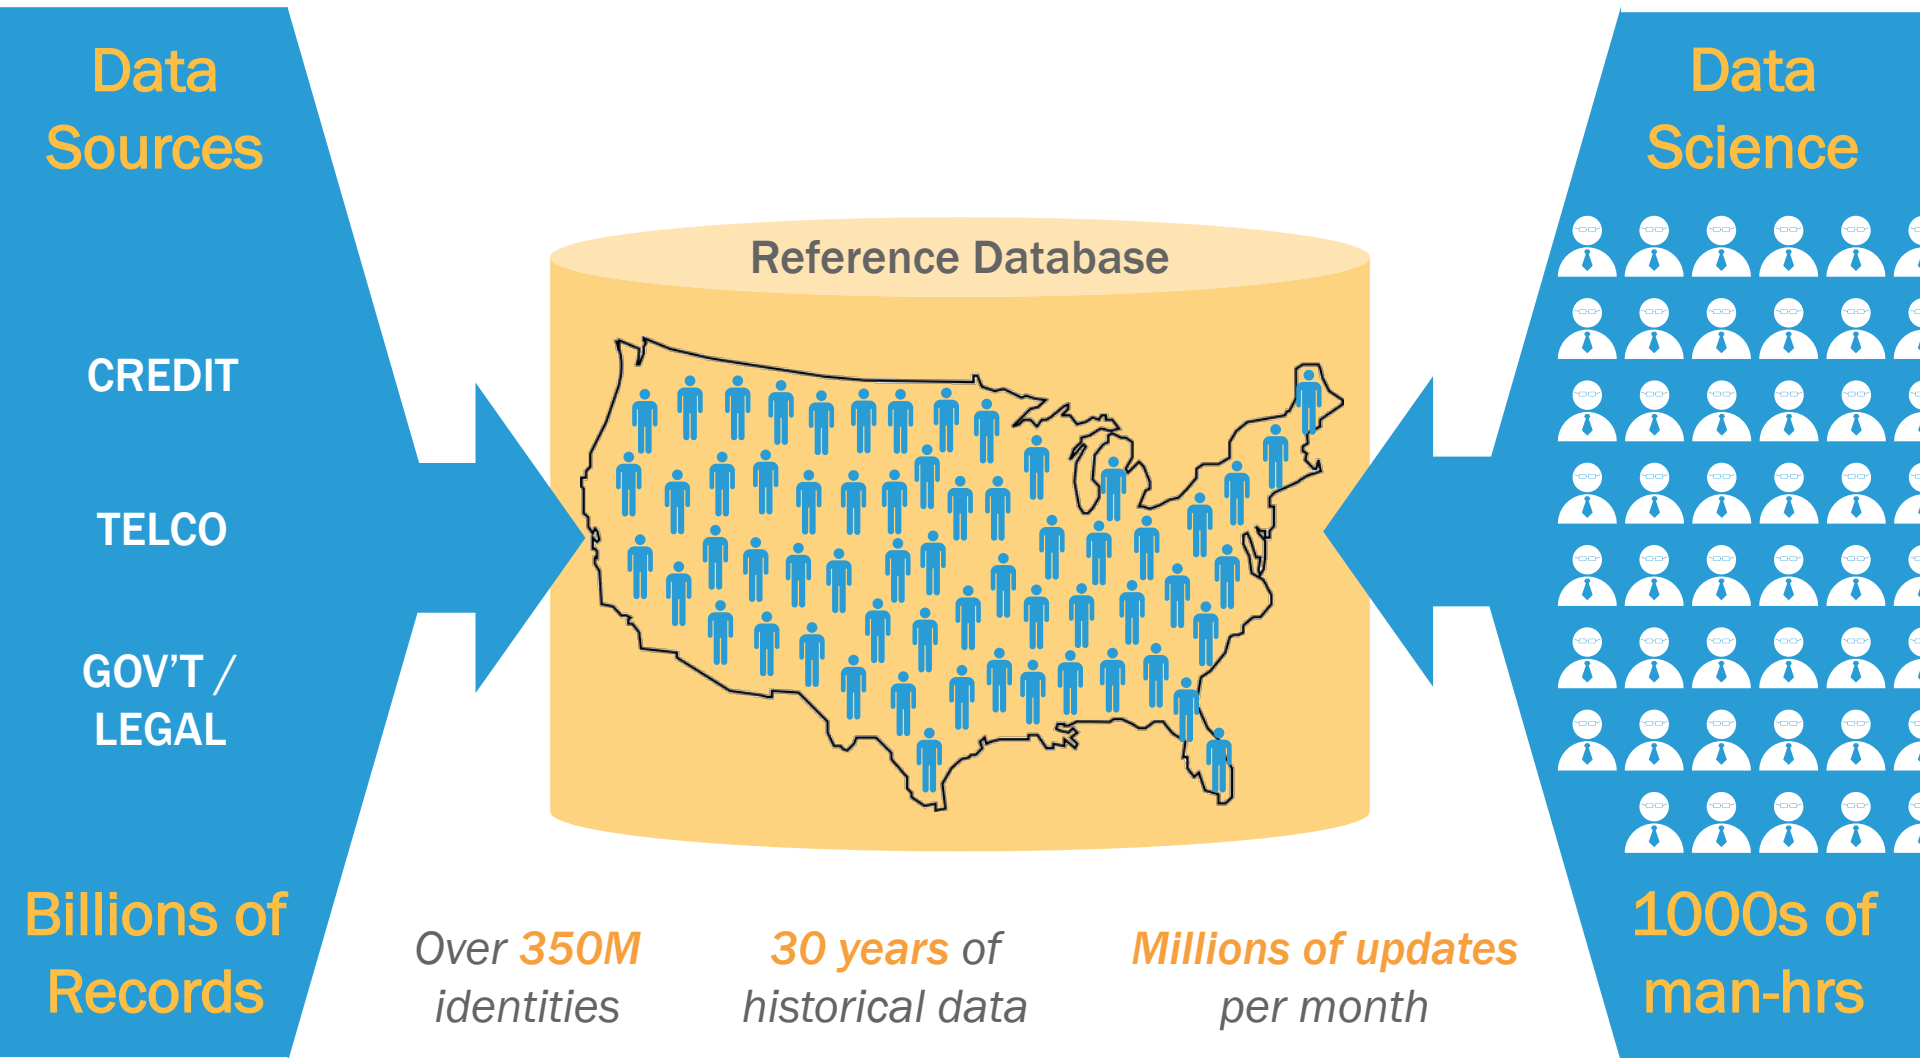 Data
Sources
CREDIT
TELCO
GOV'T /
LEGAL
Billions of
Records
Reference Database
Over 350M
identities
30 years of
historical data
Millions of updates
per month
Data
Science
1000s of
man-hrs